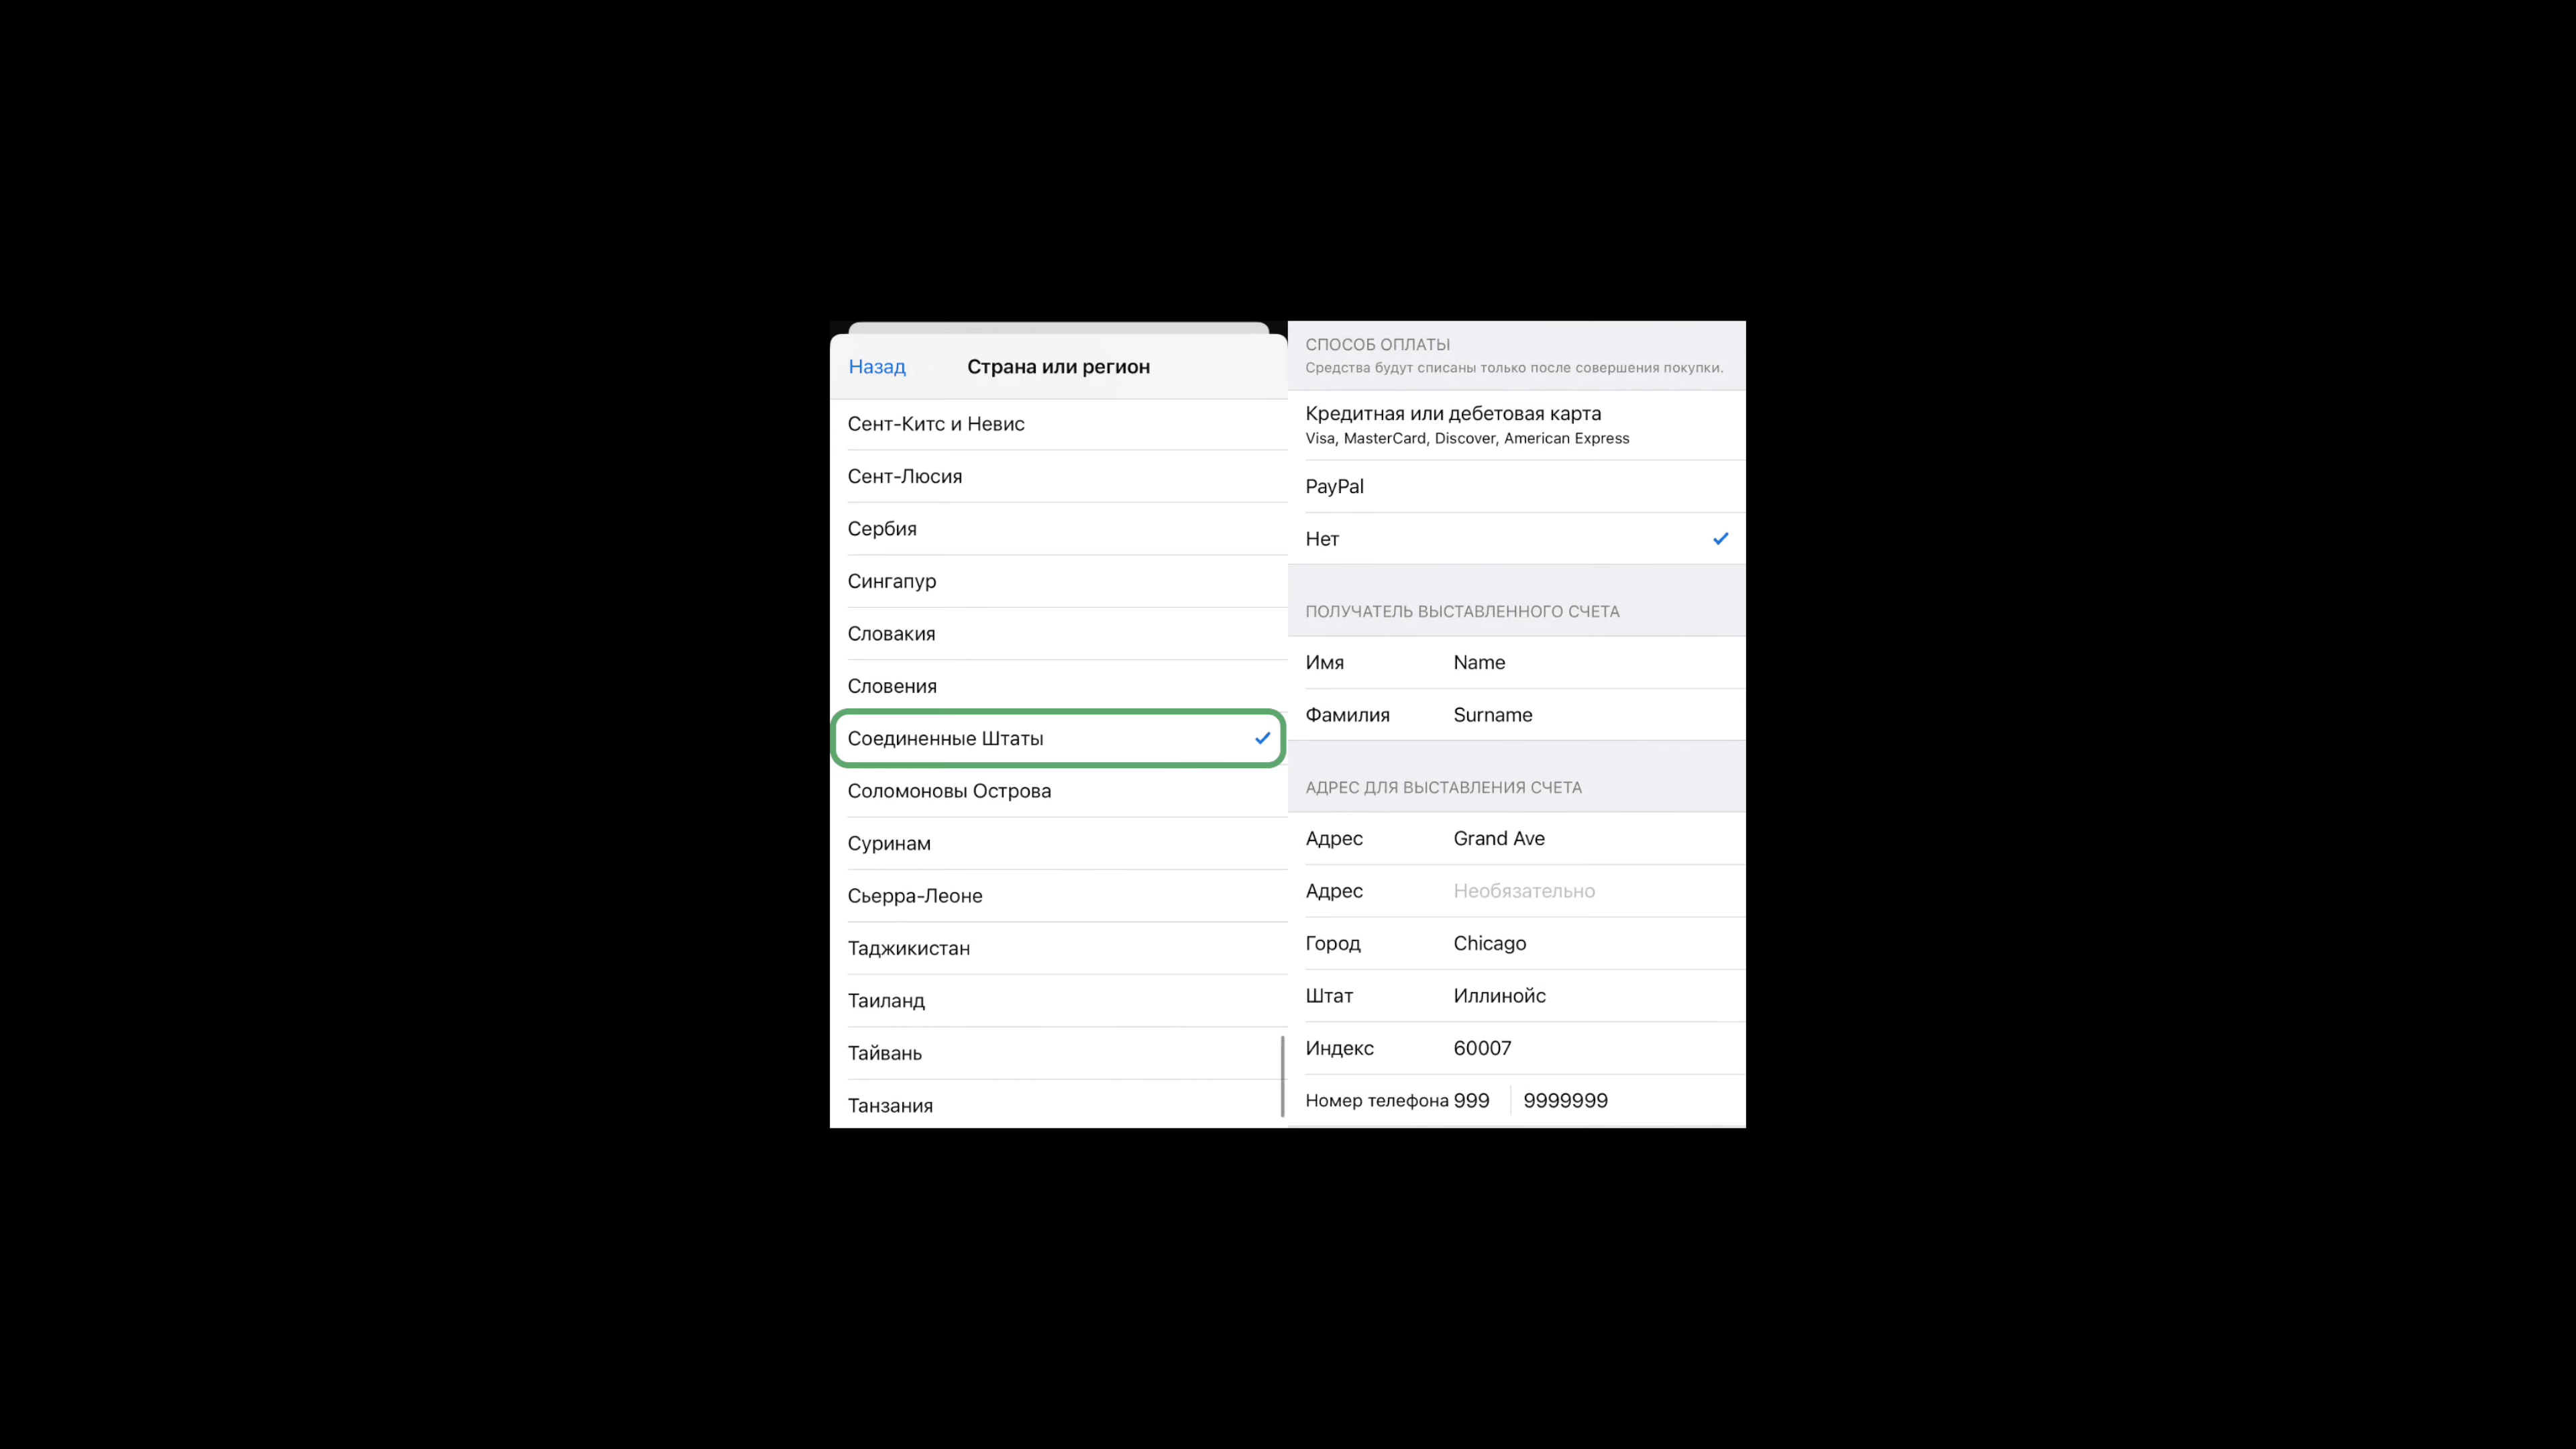 Назад
Страна или регион
Сент-Китс и Невис
Сент-Люсия
Сербия
Сингапур
Словакия
Словения
Соединенные Штаты
Соломоновы Острова
Суринам
Сьерра-Леоне
Таджикистан
Таиланд
Тайвань
Танзания
СПОСОБ ОПЛАТЫ
Средства будут списаны только после совершения покупки.
Кредитная или дебетовая карта
Visa, MasterCard, Discover, American Express
PayPal
Нет
ПОЛУЧАТЕЛЬ ВЫСТАВЛЕННОГО СЧЕТА
Имя Name
Фамилия Surname
АДРЕС ДЛЯ ВЫСТАВЛЕНИЯ СЧЕТА
Адрес Grand Ave
Адрес Необязательно
Город Chicago
Штат Иллинойс
Индекс 60007
Номер телефона 999 9999999